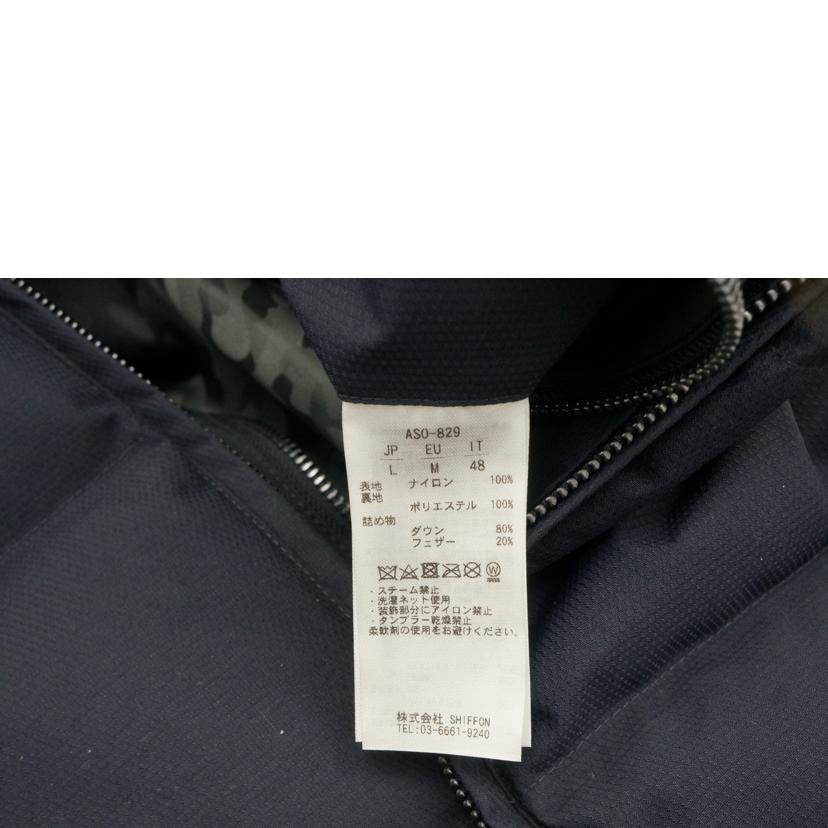 ASO-829
JP EU IT
L M 48
表地 ナイロン 100%
裏地
ポリエステル 100%
詰め物
ダウン 80%
フェザー 20%
W
・スチーム禁止
・洗濯ネット使用
・装飾部分にアイロン禁止
・タンブラー乾燥禁止
柔軟剤の使用をお避けください。
株式会社 SHIFFON
TEL:03-6661-9240